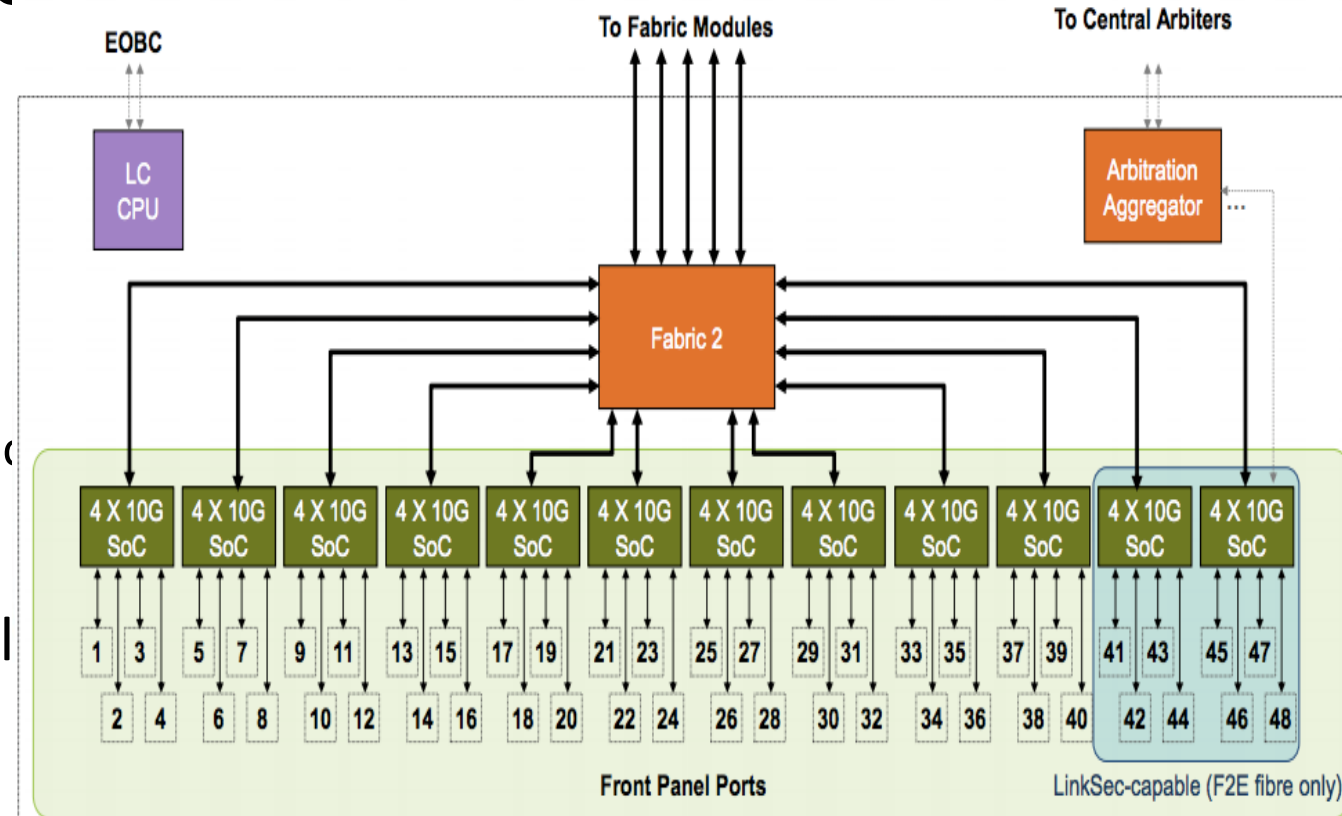 EOBC
To Fabric Modules
To Central Arbiters
LC
CPU
Arbitration
Aggregator
...
Fabric 2
4 X 10G
SoC
4 X 10G
SoC
4 X 10G
SoC
4 X 10G
SoC
4 X 10G
SoC
4 X 10G
SoC
4 X 10G
SoC
4 X 10G
SoC
4 X 10G
SoC
4 X 10G
SoC
4 X 10G
SoC
4 X 10G
SoC
1 3 5 7 9 11 13 15 17 19 21 23 25 27 29 31 33 35 37 39 41 43 45 47
2 4 6 8 10 12 14 16 18 20 22 24 26 28 30 32 34 36 38 40 42 44 46 48
Front Panel Ports
LinkSec-capable (F2E fibre only)